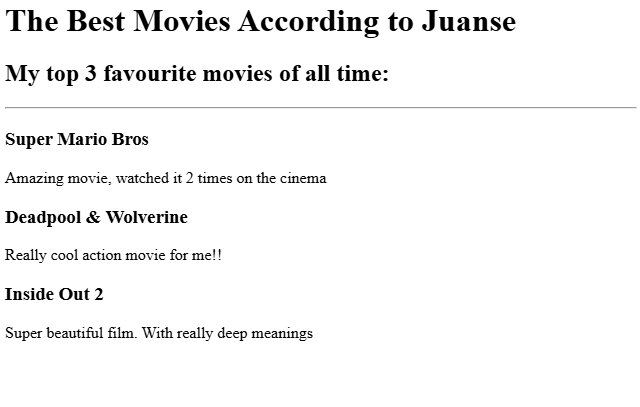 The Best Movies According to Juanse
My top 3 favourite movies of all time:
Super Mario Bros
Amazing movie, watched it 2 times on the cinema
Deadpool & Wolverine
Really cool action movie for me!!
Inside Out 2
Super beautiful film. With really deep meanings